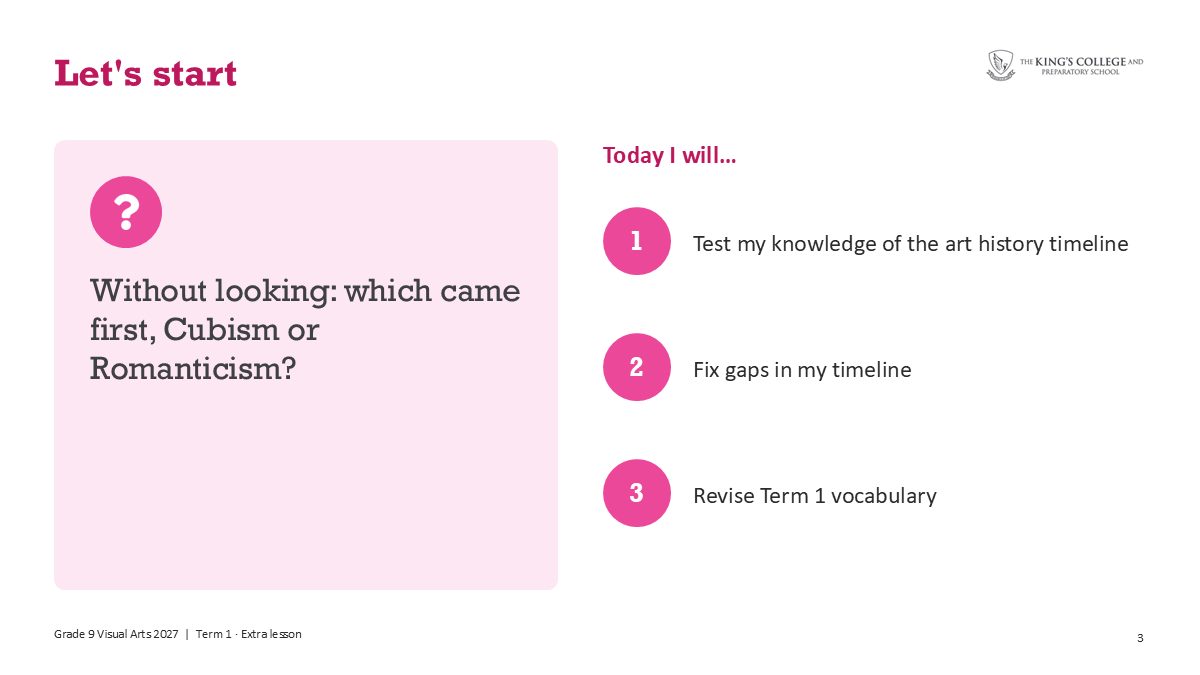 Let's start
THE KING'S COLLEGE AND
PREPARATORY SCHOOL
?
Without looking: which came
first, Cubism or
Romanticism?
Today I will...
1
Test my knowledge of the art history timeline
2
Fix gaps in my timeline
3
Revise Term 1 vocabulary
Grade 9 Visual Arts 2027 | Term 1 · Extra lesson
3